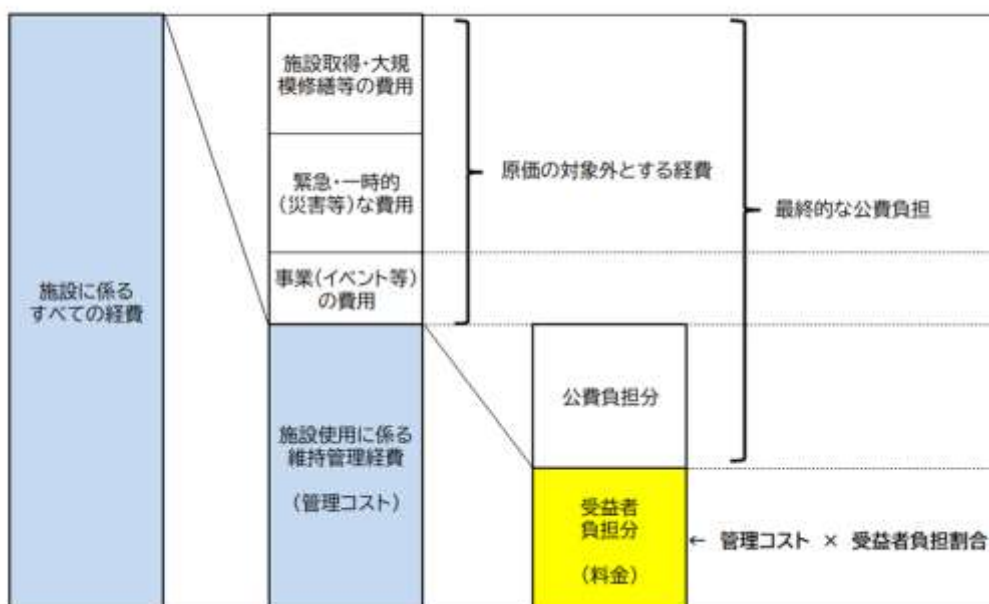 施設に係る
すべての経費
施設取得・大規
模修繕等の費用
緊急・一時的
(災害等)な費用
事業(イベント等)
の費用
施設使用に係る
維持管理経費
(管理コスト)
原価の対象外とする経費
最終的な公費負担
公費負担分
受益者
負担分
(料金)
← 管理コスト × 受益者負担割合